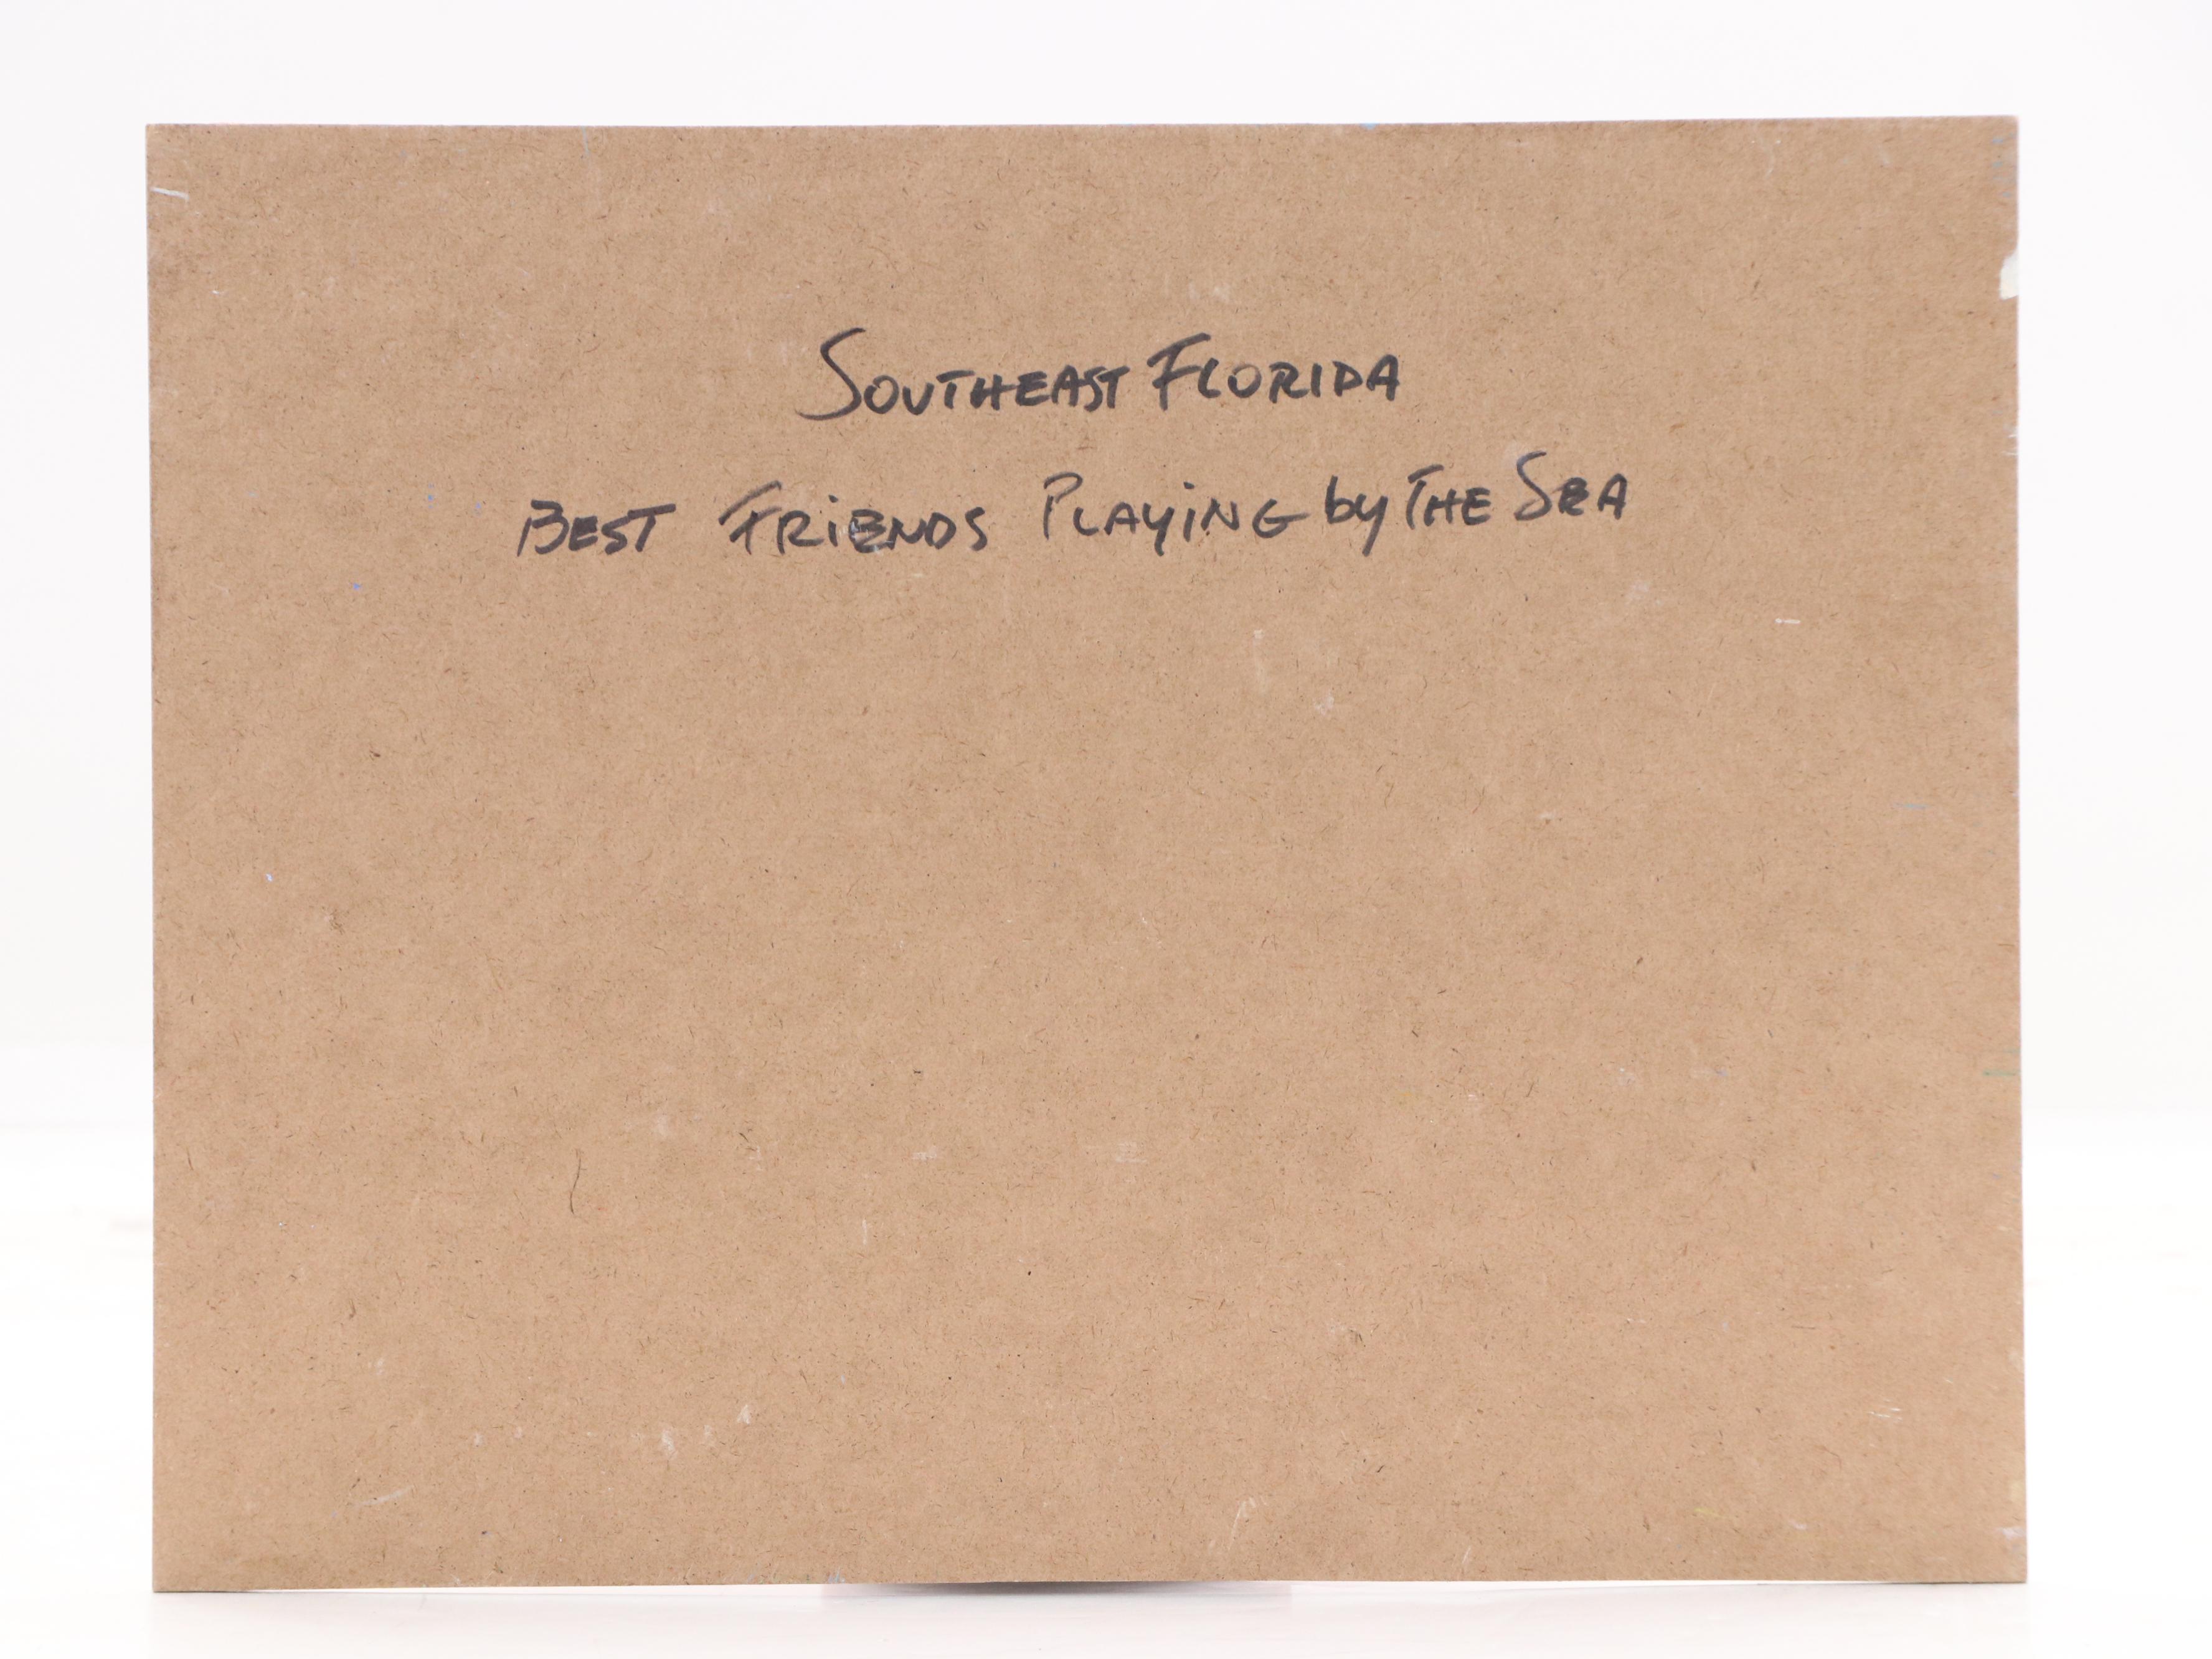 SOUTHEAST FLORIDA
BEST FRiENDS PLAYiNG by THE SEA